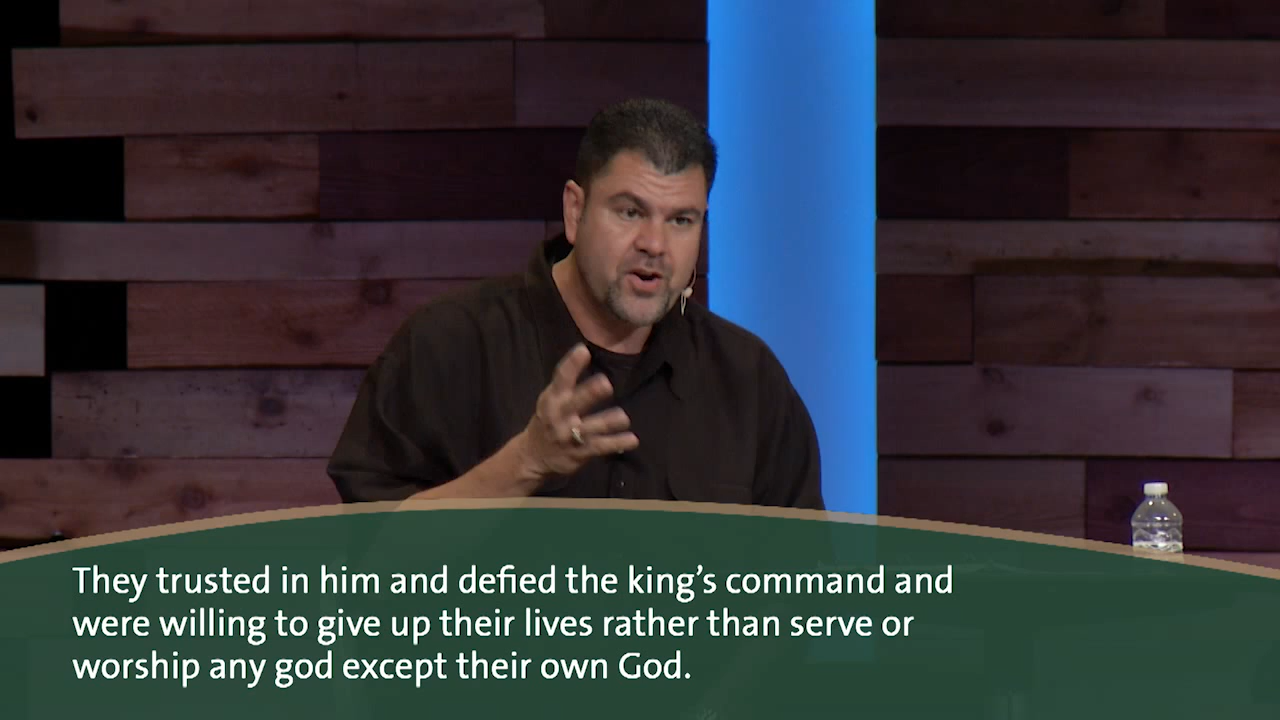 They trusted in him and defied the king’s command and
were willing to give up their lives rather than serve or
worship any god except their own God.